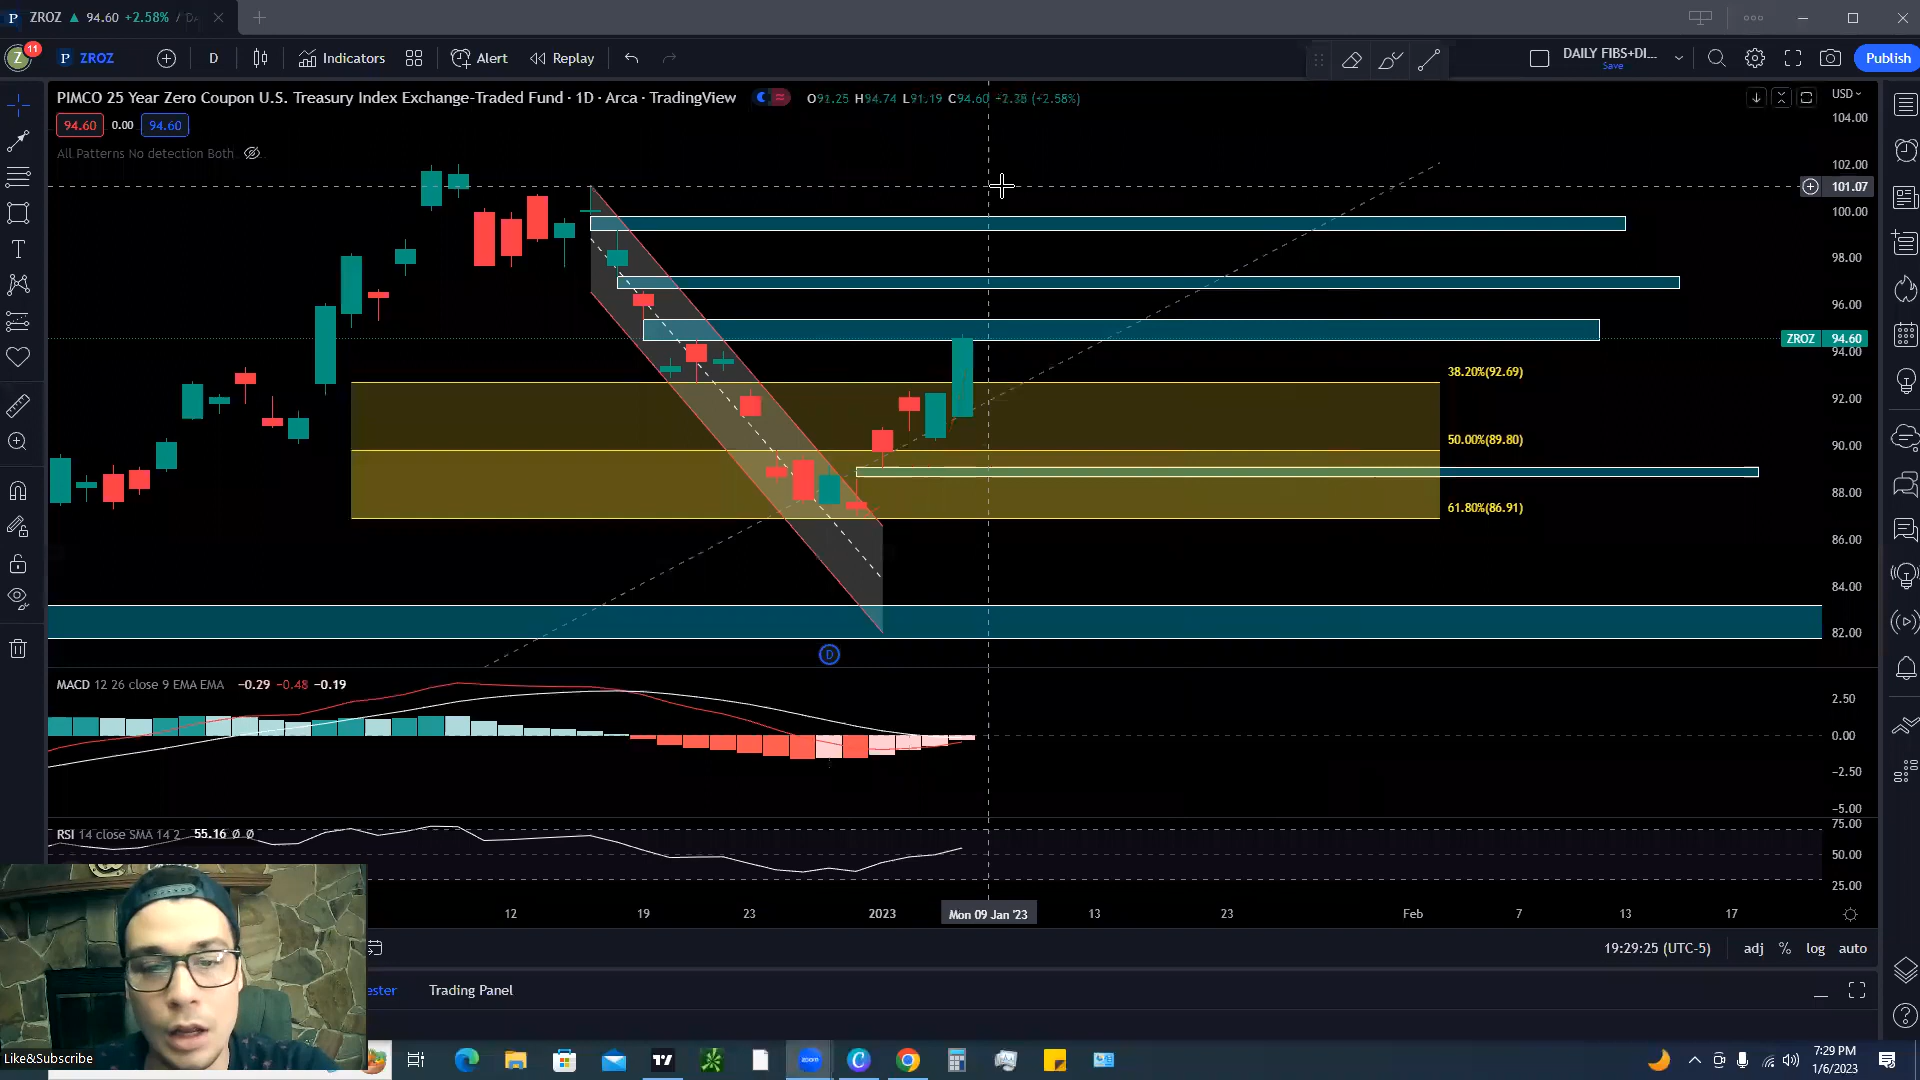 ZROZ ▲ 94.60 +2.58% / D
Z 11 P ZROZ D Indicators Alert Replay DAILY FIBS+DI... Save Publish
PIMCO 25 Year Zero Coupon U.S. Treasury Index Exchange-Traded Fund · 1D · Arca · TradingView O91.25 H94.74 L91.19 C94.60 +2.38 (+2.58%) USD
94.60 0.00 94.60
All Patterns No detection Both
104.00
102.00
101.07
100.00
98.00
96.00
ZROZ 94.60
94.00
38.20%(92.69)
92.00
50.00%(89.80)
90.00
88.00
61.80%(86.91)
86.00
84.00
82.00
D
MACD 12 26 close 9 EMA EMA −0.29 −0.48 −0.19
2.50
0.00
−2.50
−5.00
75.00
RSI 14 close SMA 14 2 55.16 Ø Ø
50.00
25.00
12 19 23 2023 Mon 09 Jan '23 13 23 Feb 7 13 17
19:29:25 (UTC-5) adj % log auto
ester Trading Panel
Like&Subscribe
zoom
7:29 PM
1/6/2023